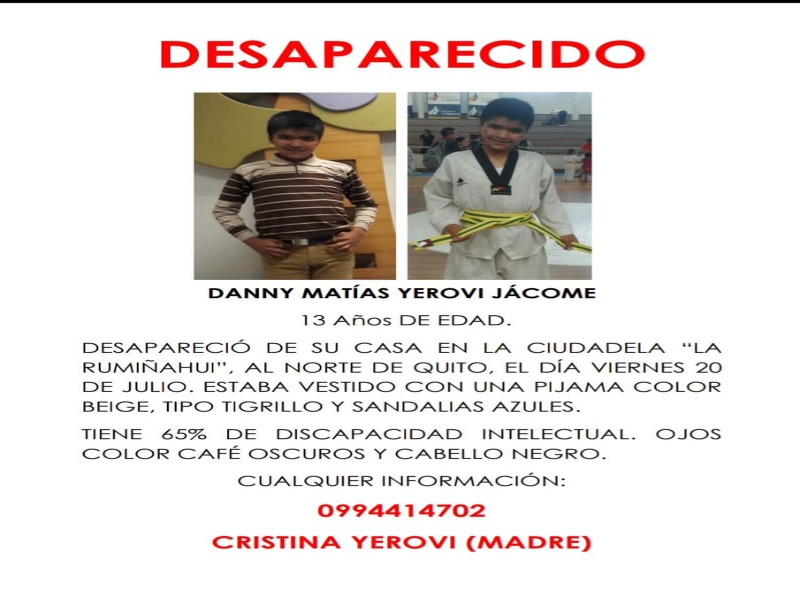 DESAPARECIDO
DANNY MATÍAS YEROVI JÁCOME
13 Años DE EDAD.
DESAPARECIÓ DE SU CASA EN LA CIUDADELA “LA
RUMIÑAHUI”, AL NORTE DE QUITO, EL DÍA VIERNES 20
DE JULIO. ESTABA VESTIDO CON UNA PIJAMA COLOR
BEIGE, TIPO TIGRILLO Y SANDALIAS AZULES.
TIENE 65% DE DISCAPACIDAD INTELECTUAL. OJOS
COLOR CAFÉ OSCUROS Y CABELLO NEGRO.
CUALQUIER INFORMACIÓN:
0994414702
CRISTINA YEROVI (MADRE)